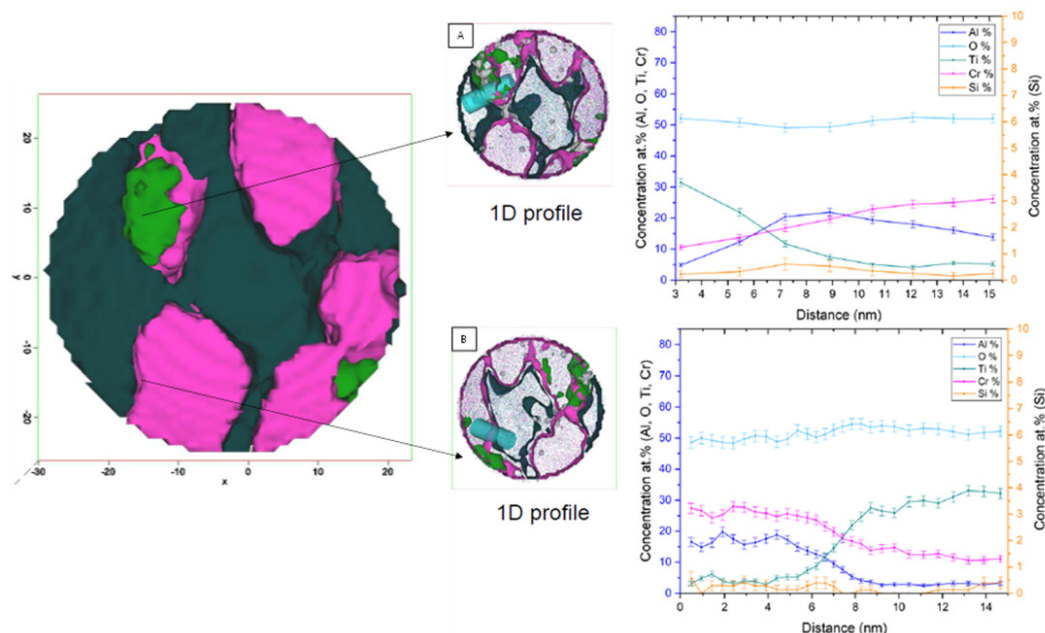 20
10
0
-10
-20
y
-30
-20
-10
0
10
20
x
A
1D profile
B
1D profile
Concentration at.% (Al, O, Ti, Cr)
80
70
60
50
40
30
20
10
0
Al %
O %
Ti %
Cr %
Si %
10
9
8
7
6
5
4
3
2
1
0
Concentration at.% (Si)
3 4 5 6 7 8 9 10 11 12 13 14 15
Distance (nm)
Concentration at.% (Al, O, Ti, Cr)
80
70
60
50
40
30
20
10
0
Al %
O %
Ti %
Cr %
Si %
10
9
8
7
6
5
4
3
2
1
0
Concentration at.% (Si)
0 2 4 6 8 10 12 14
Distance (nm)